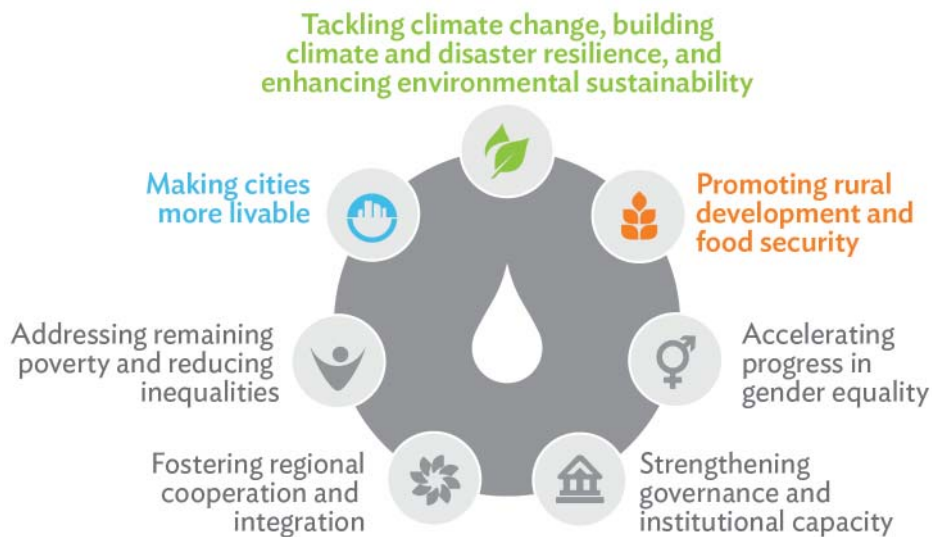 Tackling climate change, building
climate and disaster resilience, and
enhancing environmental sustainability
Making cities
more livable
Promoting rural
development and
food security
Addressing remaining
poverty and reducing
inequalities
Accelerating
progress in
gender equality
Fostering regional
cooperation and
integration
Strengthening
governance and
institutional capacity